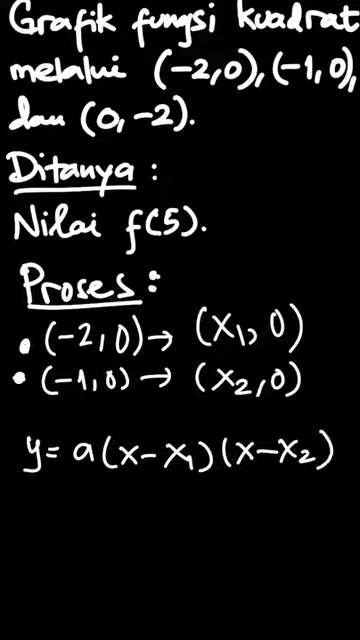 Grafik fungsi kuadrat
melalui (-2,0), (-1,0),
dan (0,-2).
Ditanya :
Nilai f(5).
Proses :
• (-2,0) → (x₁, 0)
• (-1,0) → (x₂,0)
y = a(x-x₁)(x-x₂)